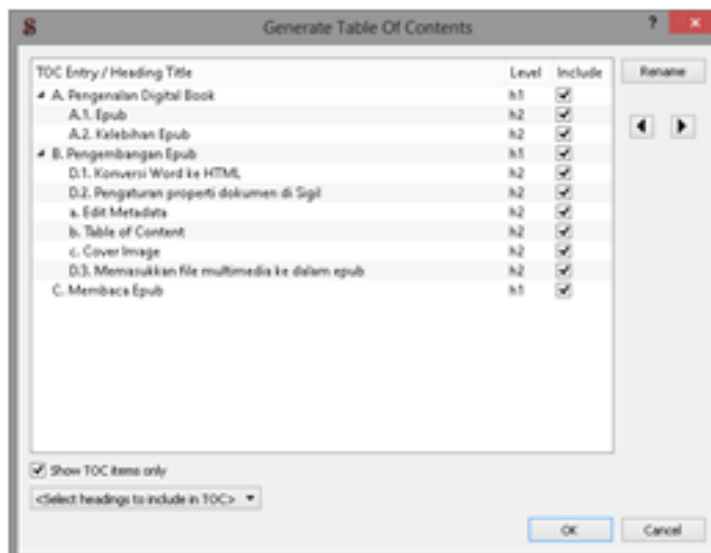 Generate Table Of Contents
TOC Entry / Heading Title Level Include
Rename
A. Pengenalan Digital Book h1
A.1. Epub h2
A.2. Kelebihan Epub h2
B. Pengembangan Epub h1
D.1. Konversi Word ke HTML h2
D.2. Pengaturan properti dokumen di Sigil h2
a. Edit Metadata h2
b. Table of Content h2
c. Cover Image h2
D.3. Memasukkan file multimedia ke dalam epub h2
C. Membaca Epub h1
Show TOC items only
<Select headings to include in TOC>
OK Cancel